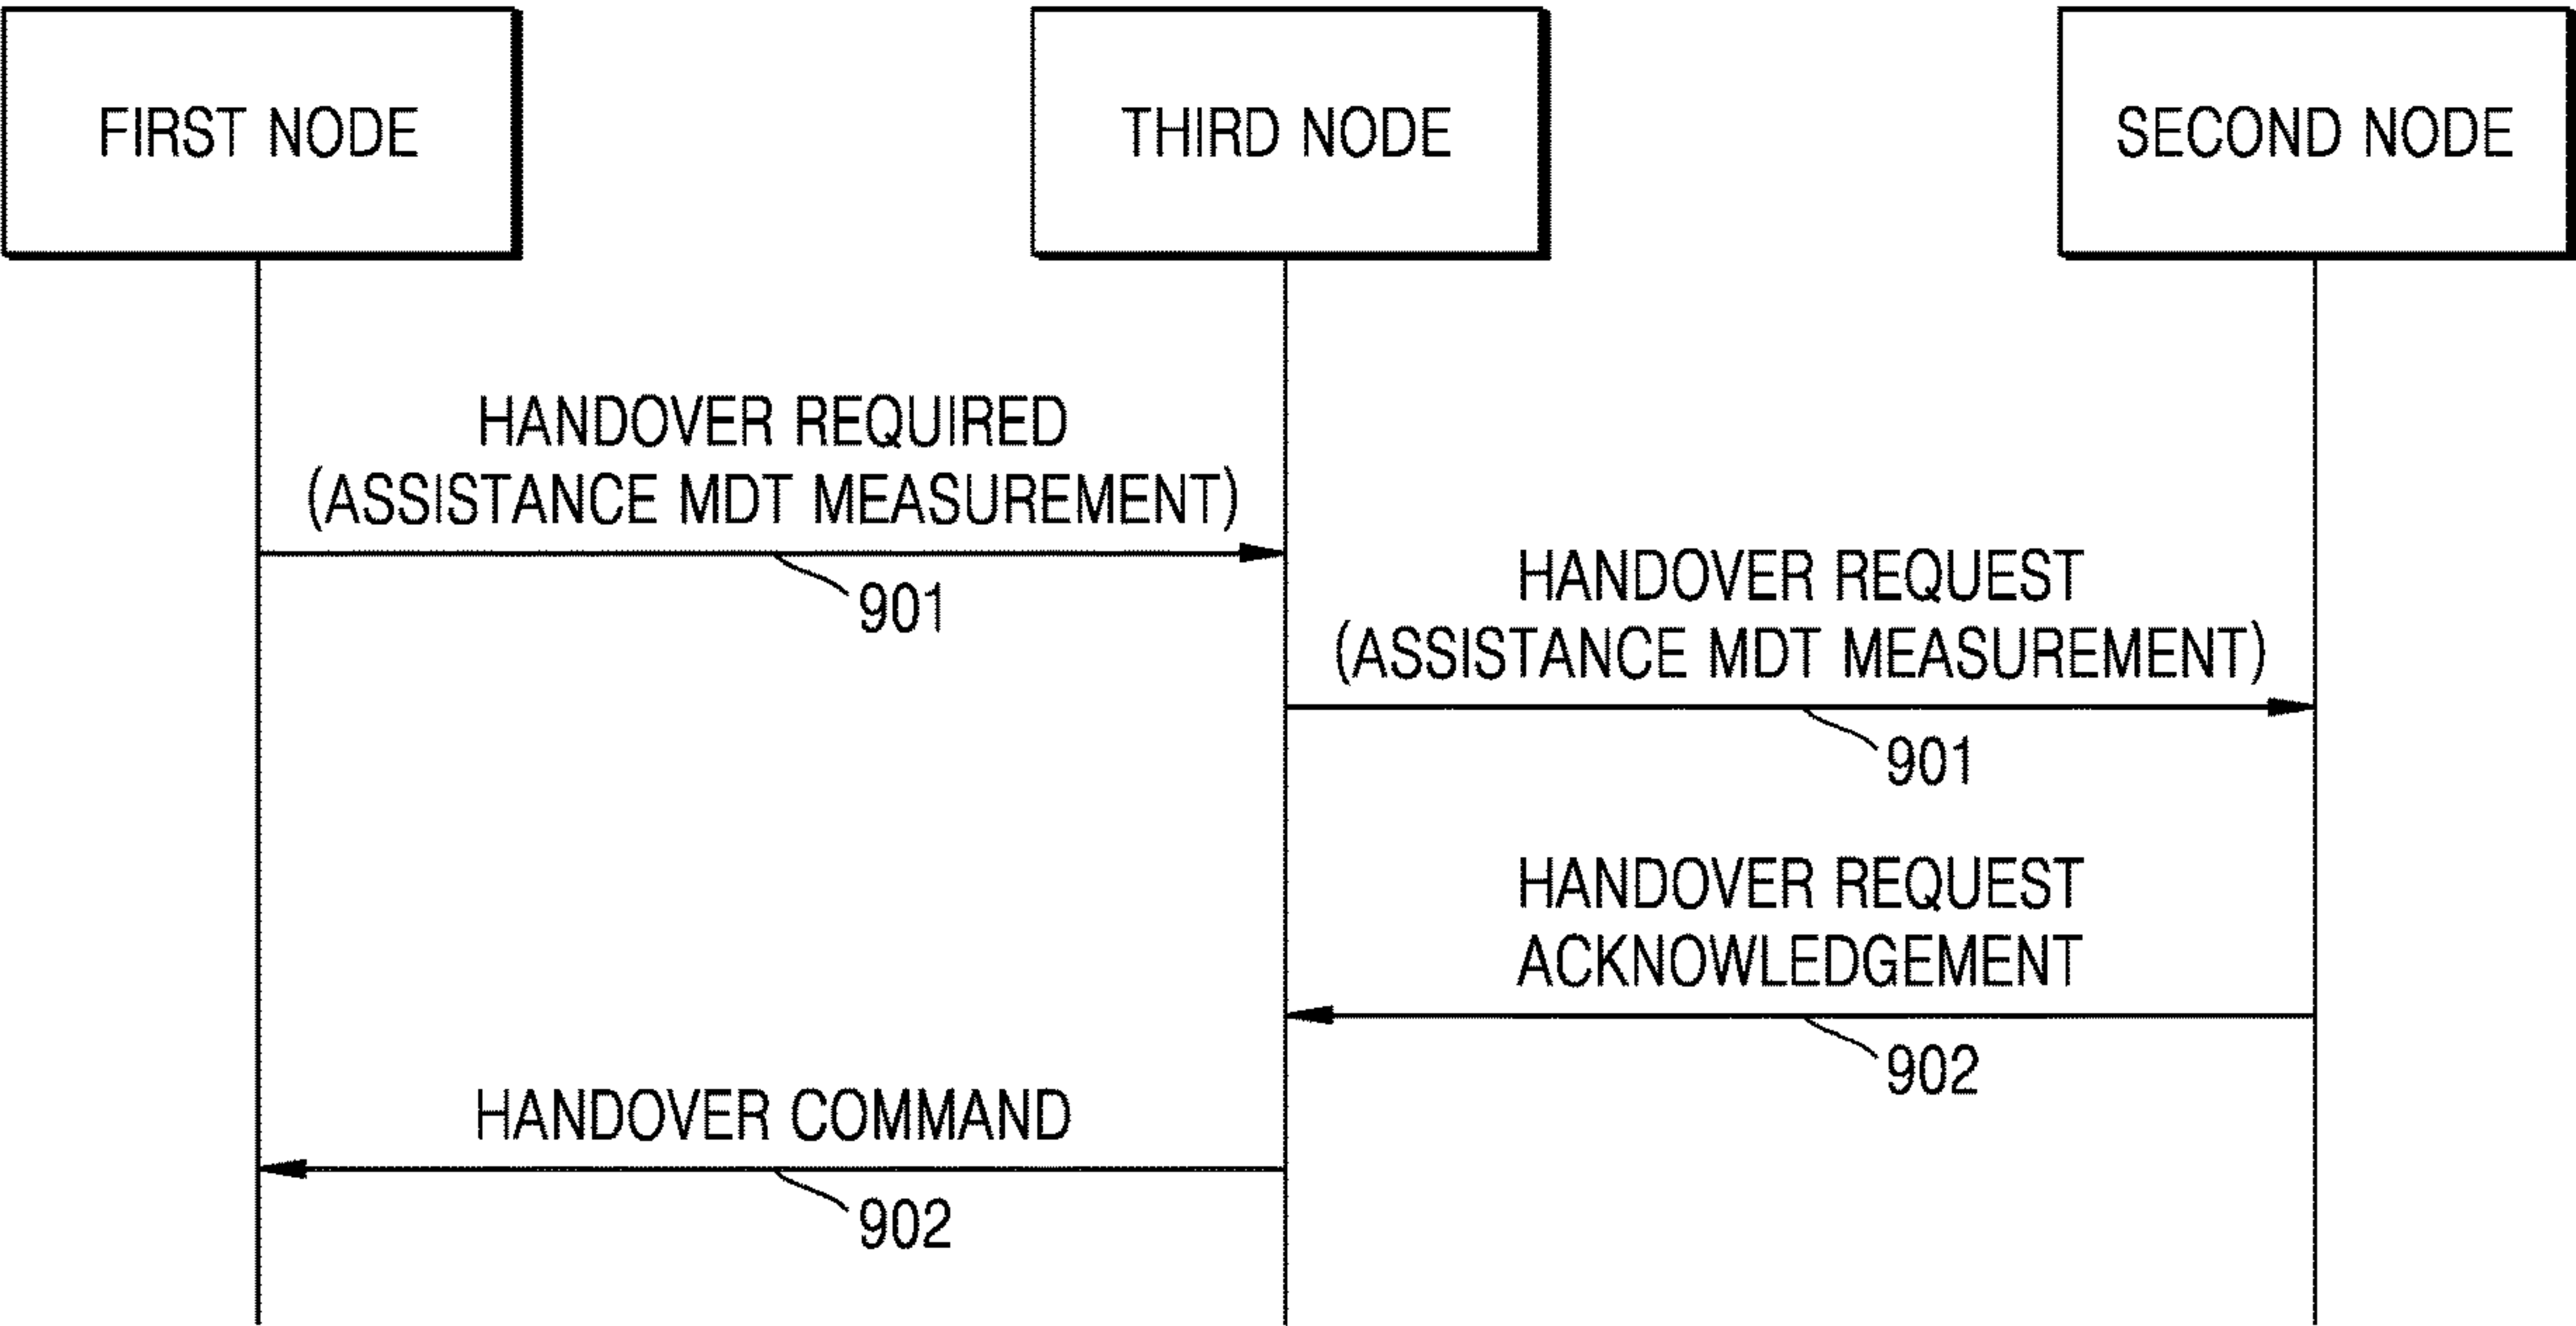 FIRST NODE
THIRD NODE
SECOND NODE
HANDOVER REQUIRED
(ASSISTANCE MDT MEASUREMENT)
901
HANDOVER REQUEST
(ASSISTANCE MDT MEASUREMENT)
901
HANDOVER REQUEST
ACKNOWLEDGEMENT
902
HANDOVER COMMAND
902